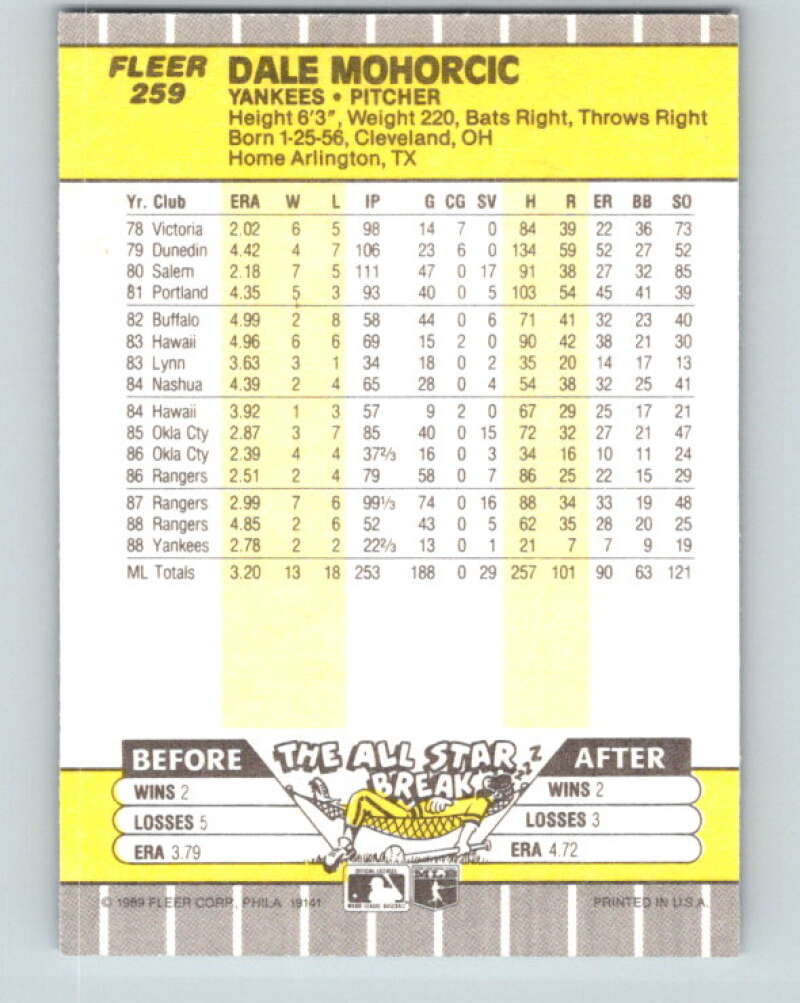 FLEER
259
DALE MOHORCIC
YANKEES • PITCHER
Height 6'3", Weight 220, Bats Right, Throws Right
Born 1-25-56, Cleveland, OH
Home Arlington, TX
Yr. Club ERA W L IP G CG SV H R ER BB SO
78 Victoria 2.02 6 5 98 14 7 0 84 39 22 36 73
79 Dunedin 4.42 4 7 106 23 6 0 134 59 52 27 52
80 Salem 2.18 7 5 111 47 0 17 91 38 27 32 85
81 Portland 4.35 5 3 93 40 0 5 103 54 45 41 39
82 Buffalo 4.99 2 8 58 44 0 6 71 41 32 23 40
83 Hawaii 4.96 6 6 69 15 2 0 90 42 38 21 30
83 Lynn 3.63 3 1 34 18 0 2 35 20 14 17 13
84 Nashua 4.39 2 4 65 28 0 4 54 38 32 25 41
84 Hawaii 3.92 1 3 57 9 2 0 67 29 25 17 21
85 Okla Cty 2.87 3 7 85 40 0 15 72 32 27 21 47
86 Okla Cty 2.39 4 4 37⅔ 16 0 3 34 16 10 11 24
86 Rangers 2.51 2 4 79 58 0 7 86 25 22 15 29
87 Rangers 2.99 7 6 99⅓ 74 0 16 88 34 33 19 48
88 Rangers 4.85 2 6 52 43 0 5 62 35 28 20 25
88 Yankees 2.78 2 2 22⅔ 13 0 1 21 7 7 9 19
ML Totals 3.20 13 18 253 188 0 29 257 101 90 63 121
BEFORE THE ALL STAR BREAK ZZZ AFTER
WINS 2 WINS 2
LOSSES 5 LOSSES 3
ERA 3.79 ERA 4.72
© 1989 FLEER CORP., PHILA 19141 MLB PRINTED IN U.S.A.